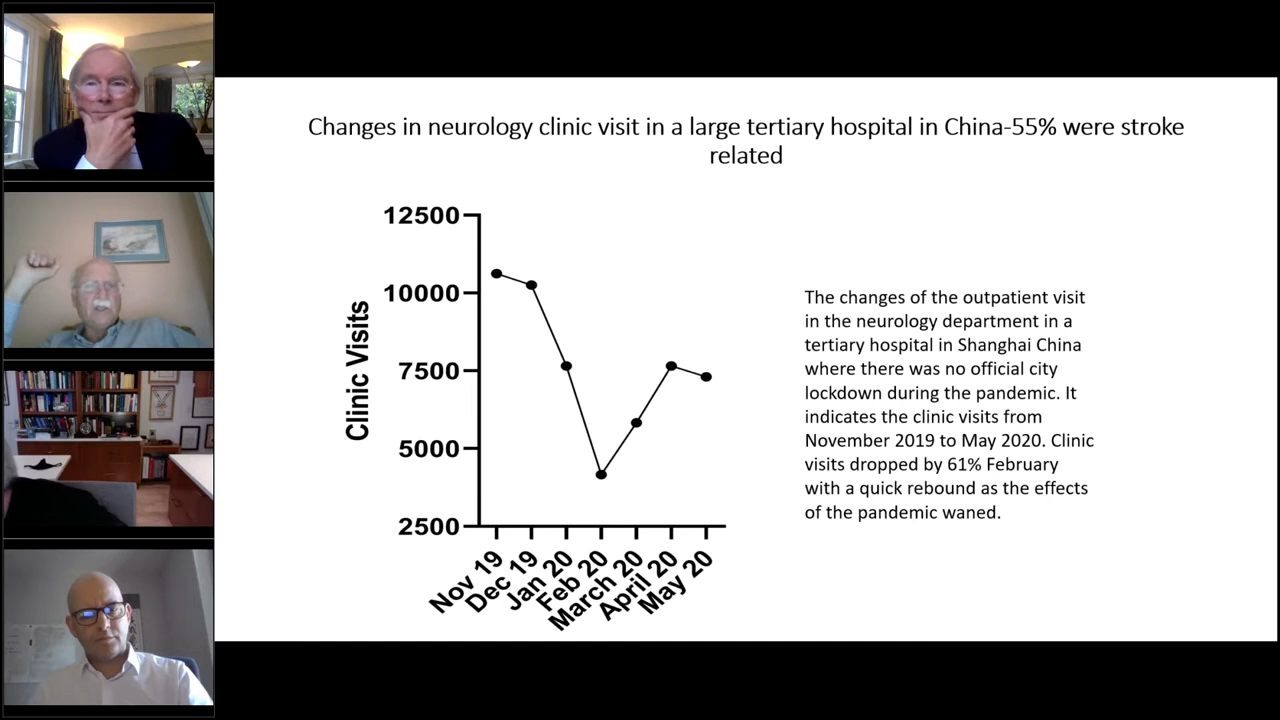 Changes in neurology clinic visit in a large tertiary hospital in China-55% were stroke
related
12500
10000
7500
5000
2500
Clinic Visits
Nov 19
Dec 19
Jan 20
Feb 20
March 20
April 20
May 20
The changes of the outpatient visit
in the neurology department in a
tertiary hospital in Shanghai China
where there was no official city
lockdown during the pandemic. It
indicates the clinic visits from
November 2019 to May 2020. Clinic
visits dropped by 61% February
with a quick rebound as the effects
of the pandemic waned.